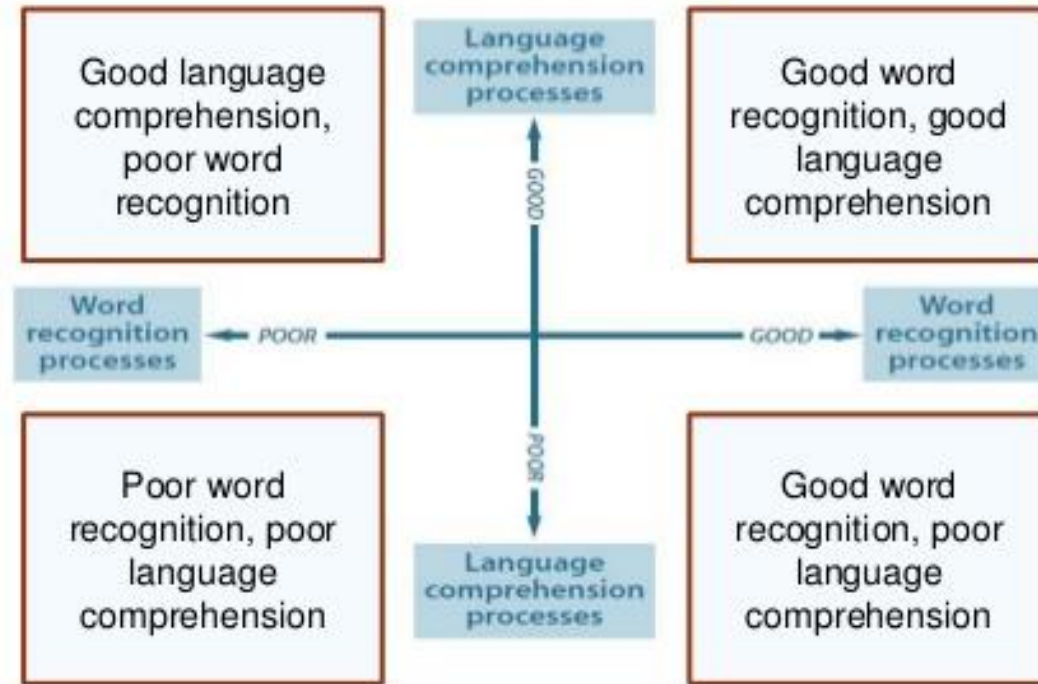 Good language
comprehension,
poor word
recognition
Language
comprehension
processes
Good word
recognition, good
language
comprehension
GOOD
Word
recognition
processes
POOR
GOOD
Word
recognition
processes
POOR
Poor word
recognition, poor
language
comprehension
Language
comprehension
processes
Good word
recognition, poor
language
comprehension